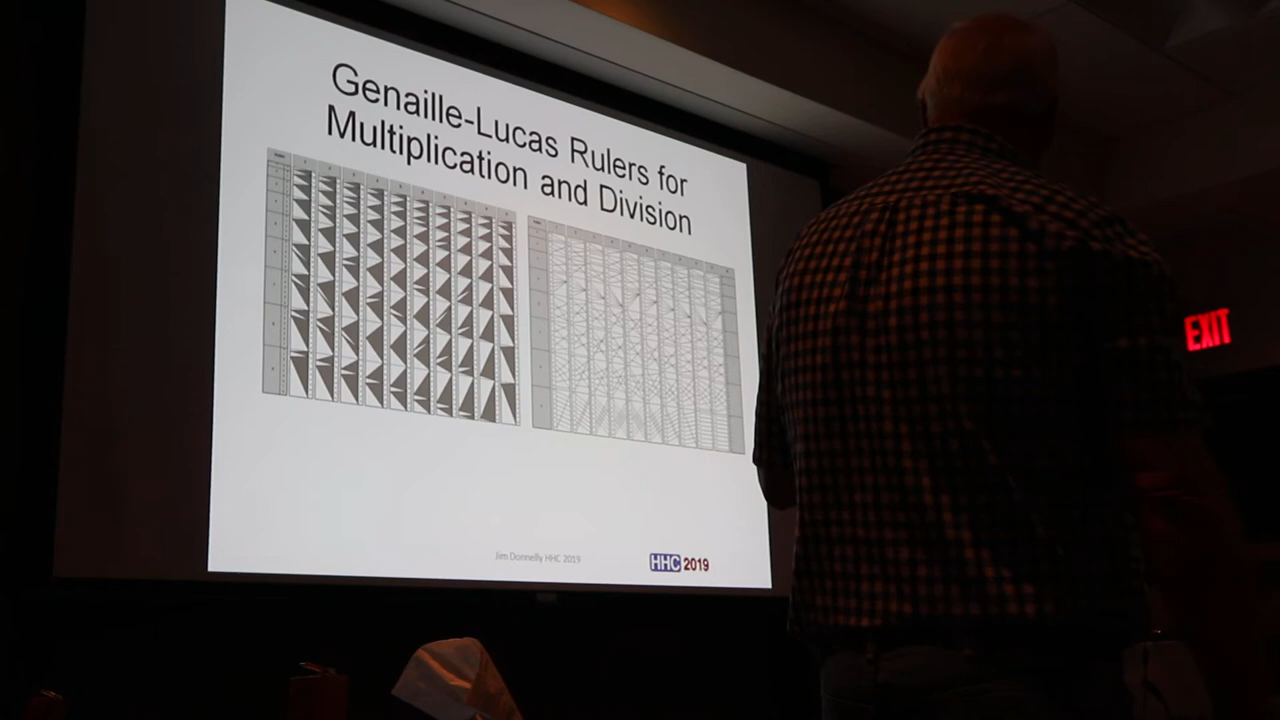 Genaille-Lucas Rulers for
Multiplication and Division
Jim Donnelly HHC 2019
HHC 2019
EXIT